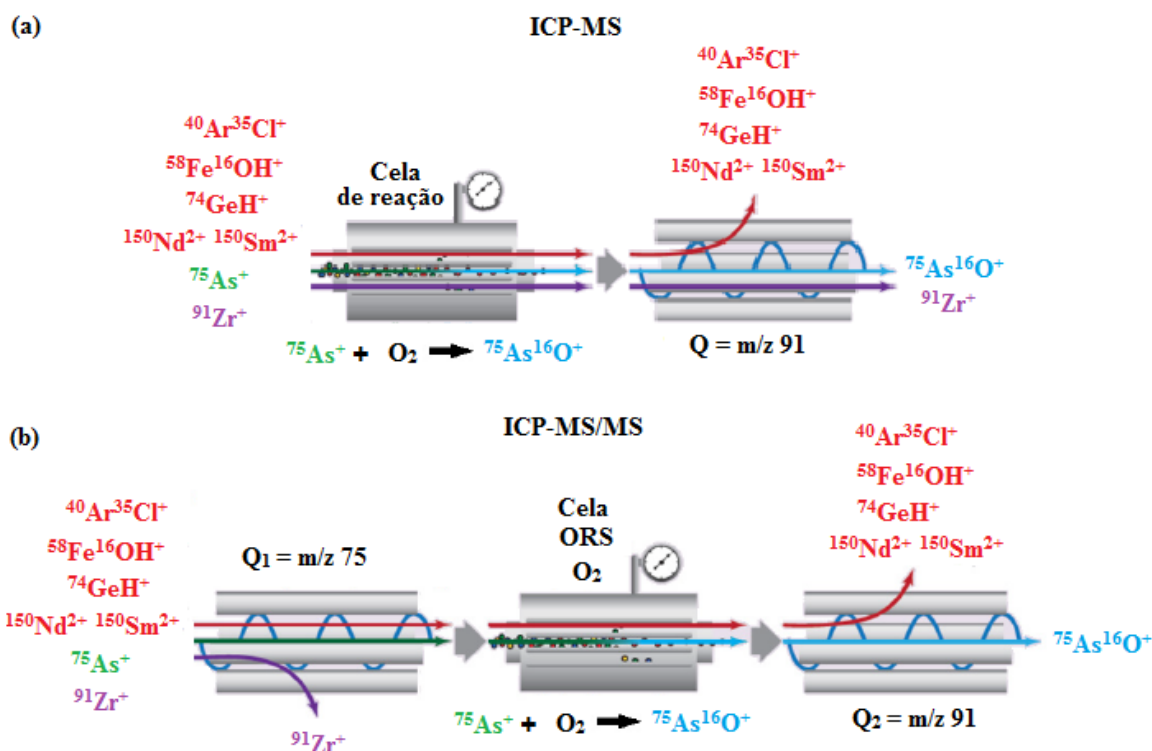 (a)
ICP-MS
⁴⁰Ar³⁵Cl⁺
⁵⁸Fe¹⁶OH⁺
⁷⁴GeH⁺
¹⁵⁰Nd²⁺ ¹⁵⁰Sm²⁺
⁷⁵As⁺
⁹¹Zr⁺
Cela
de reação
⁷⁵As⁺ + O₂ ➔ ⁷⁵As¹⁶O⁺
⁴⁰Ar³⁵Cl⁺
⁵⁸Fe¹⁶OH⁺
⁷⁴GeH⁺
¹⁵⁰Nd²⁺ ¹⁵⁰Sm²⁺
⁷⁵As¹⁶O⁺
⁹¹Zr⁺
Q = m/z 91
(b)
ICP-MS/MS
⁴⁰Ar³⁵Cl⁺
⁵⁸Fe¹⁶OH⁺
⁷⁴GeH⁺
¹⁵⁰Nd²⁺ ¹⁵⁰Sm²⁺
⁷⁵As⁺
⁹¹Zr⁺
Q₁ = m/z 75
⁹¹Zr⁺
Cela
ORS
O₂
⁷⁵As⁺ + O₂ ➔ ⁷⁵As¹⁶O⁺
⁴⁰Ar³⁵Cl⁺
⁵⁸Fe¹⁶OH⁺
⁷⁴GeH⁺
¹⁵⁰Nd²⁺ ¹⁵⁰Sm²⁺
⁷⁵As¹⁶O⁺
Q₂ = m/z 91